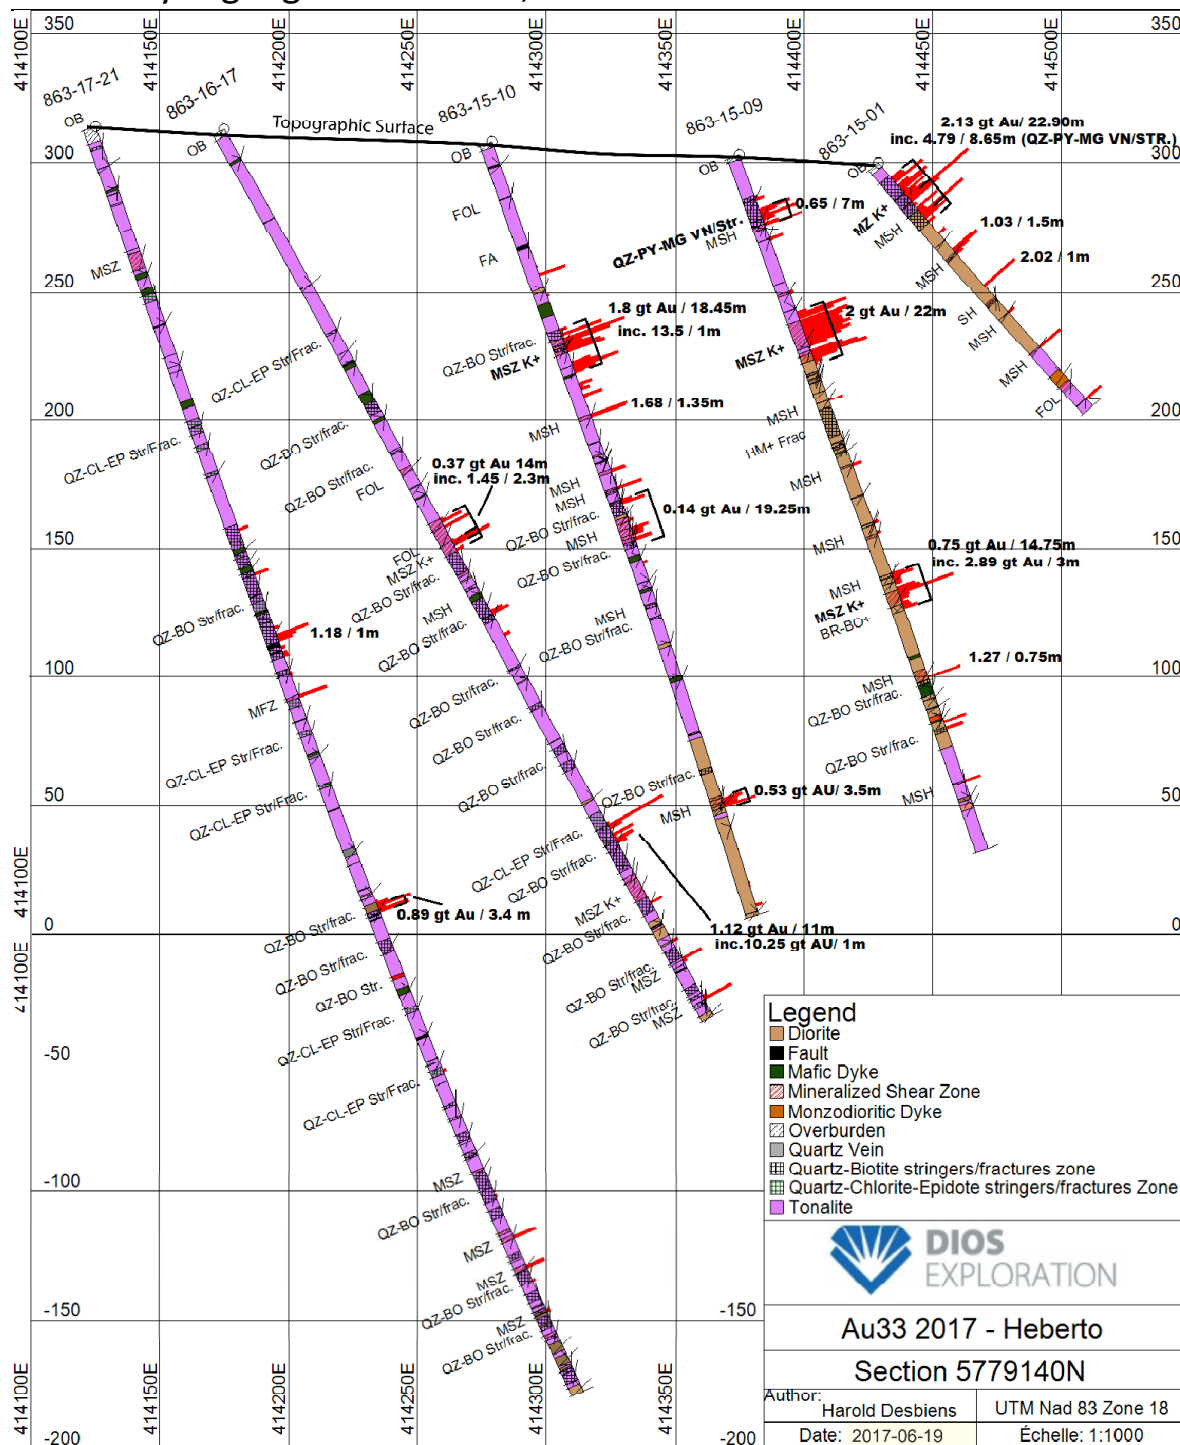 350
414100E
414150E
414200E
414250E
414300E
414350E
414400E
414450E
414500E
350
863-17-21
863-16-17
863-15-10
863-15-09
863-15-01
OB
OB
OB
OB
OB
Topographic Surface
2.13 gt Au/ 22.90m
inc. 4.79 / 8.65m (QZ-PY-MG VN/STR.)
300
300
FOL
0.65 / 7m
QZ-PY-MG VN/Str.
MSH
MZ K+
MSH
1.03 / 1.5m
FA
MSZ
MSH
2.02 / 1m
250
250
1.8 gt Au / 18.45m
inc. 13.5 / 1m
2 gt Au / 22m
SH
MSH
QZ-CL-EP Str/Frac.
QZ-BO Str/frac.
MSZ K+
MSZ K+
MSH
FOL
1.68 / 1.35m
200
200
MSH
MSH
HM+ Frac
QZ-CL-EP Str/Frac.
QZ-BO Str/frac.
QZ-BO Str/frac.
FOL
0.37 gt Au 14m
inc. 1.45 / 2.3m
MSH
MSH
MSH
0.14 gt Au / 19.25m
QZ-BO Str/frac.
MSH
150
150
FOL
MSZ K+
QZ-BO Str/frac.
MSH
QZ-BO Str/frac.
MSH
0.75 gt Au / 14.75m
inc. 2.89 gt Au / 3m
MSH
MSZ K+
BR-BO+
QZ-BO Str/frac.
1.18 / 1m
QZ-BO Str/frac.
MSH
QZ-BO Str/frac.
1.27 / 0.75m
100
100
MFZ
QZ-BO Str/frac.
MSH
QZ-BO Str/frac.
QZ-CL-EP Str/Frac.
QZ-BO Str/frac.
QZ-BO Str/frac.
QZ-BO Str/frac.
QZ-BO Str/frac.
0.53 gt AU/ 3.5m
MSH
MSH
50
50
QZ-CL-EP Str/Frac.
QZ-CL-EP Str/Frac.
QZ-BO Str/frac.
MSZ K+
414100E
0.89 gt Au / 3.4 m
1.12 gt Au / 11m
inc.10.25 gt AU/ 1m
0
0
QZ-BO Str/frac.
QZ-BO Str/frac.
QZ-BO Str/frac.
QZ-BO Str.
QZ-BO Str/frac.
MSZ
QZ-BO Str/frac.
MSZ
414100E
QZ-CL-EP Str/Frac.
-50
QZ-CL-EP Str/Frac.
-100
MSZ
QZ-BO Str/frac.
MSZ
MSZ
QZ-BO Str/frac.
MSZ
QZ-BO Str/frac.
-150
-150
414100E
414150E
414200E
414250E
414300E
414350E
-200
-200
Legend
Diorite
Fault
Mafic Dyke
Mineralized Shear Zone
Monzodioritic Dyke
Overburden
Quartz Vein
Quartz-Biotite stringers/fractures zone
Quartz-Chlorite-Epidote stringers/fractures Zone
Tonalite
DIOS
EXPLORATION
Au33 2017 - Heberto
Section 5779140N
Author:
Harold Desbiens
UTM Nad 83 Zone 18
Date: 2017-06-19
Échelle: 1:1000